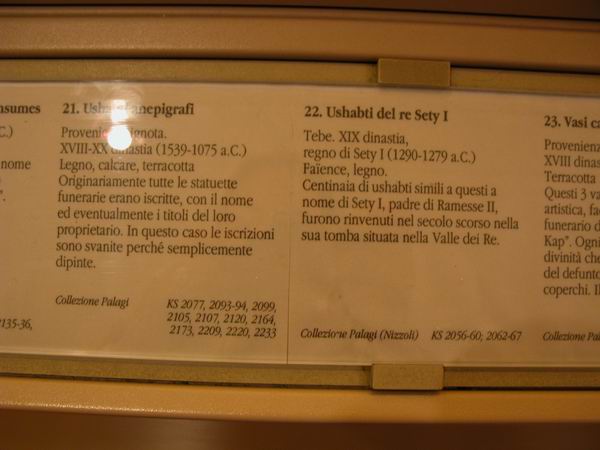 nsumes
C.)
nome
".
2135-36,
21. Ushabti anepigrafi
Provenienza ignota.
XVIII-XX dinastia (1539-1075 a.C.)
Legno, calcare, terracotta
Originariamente tutte le statuette
funerarie erano iscritte, con il nome
ed eventualmente i titoli del loro
proprietario. In questo caso le iscrizioni
sono svanite perché semplicemente
dipinte.
Collezione Palagi
KS 2077, 2093-94, 2099,
2105, 2107, 2120, 2164,
2173, 2209, 2220, 2233
22. Ushabti del re Sety I
Tebe. XIX dinastia,
regno di Sety I (1290-1279 a.C.)
Faïence, legno.
Centinaia di ushabti simili a questi a
nome di Sety I, padre di Ramesse II,
furono rinvenuti nel secolo scorso nella
sua tomba situata nella Valle dei Re.
Collezione Palagi (Nizzoli) KS 2056-60; 2062-67
23. Vasi ca
Provenienz
XVIII dinas
Terracotta
Questi 3 va
artistica, fa
funerario d
Kap". Ogni
divinità che
del defunto
coperchi. Il
Collezione Pa